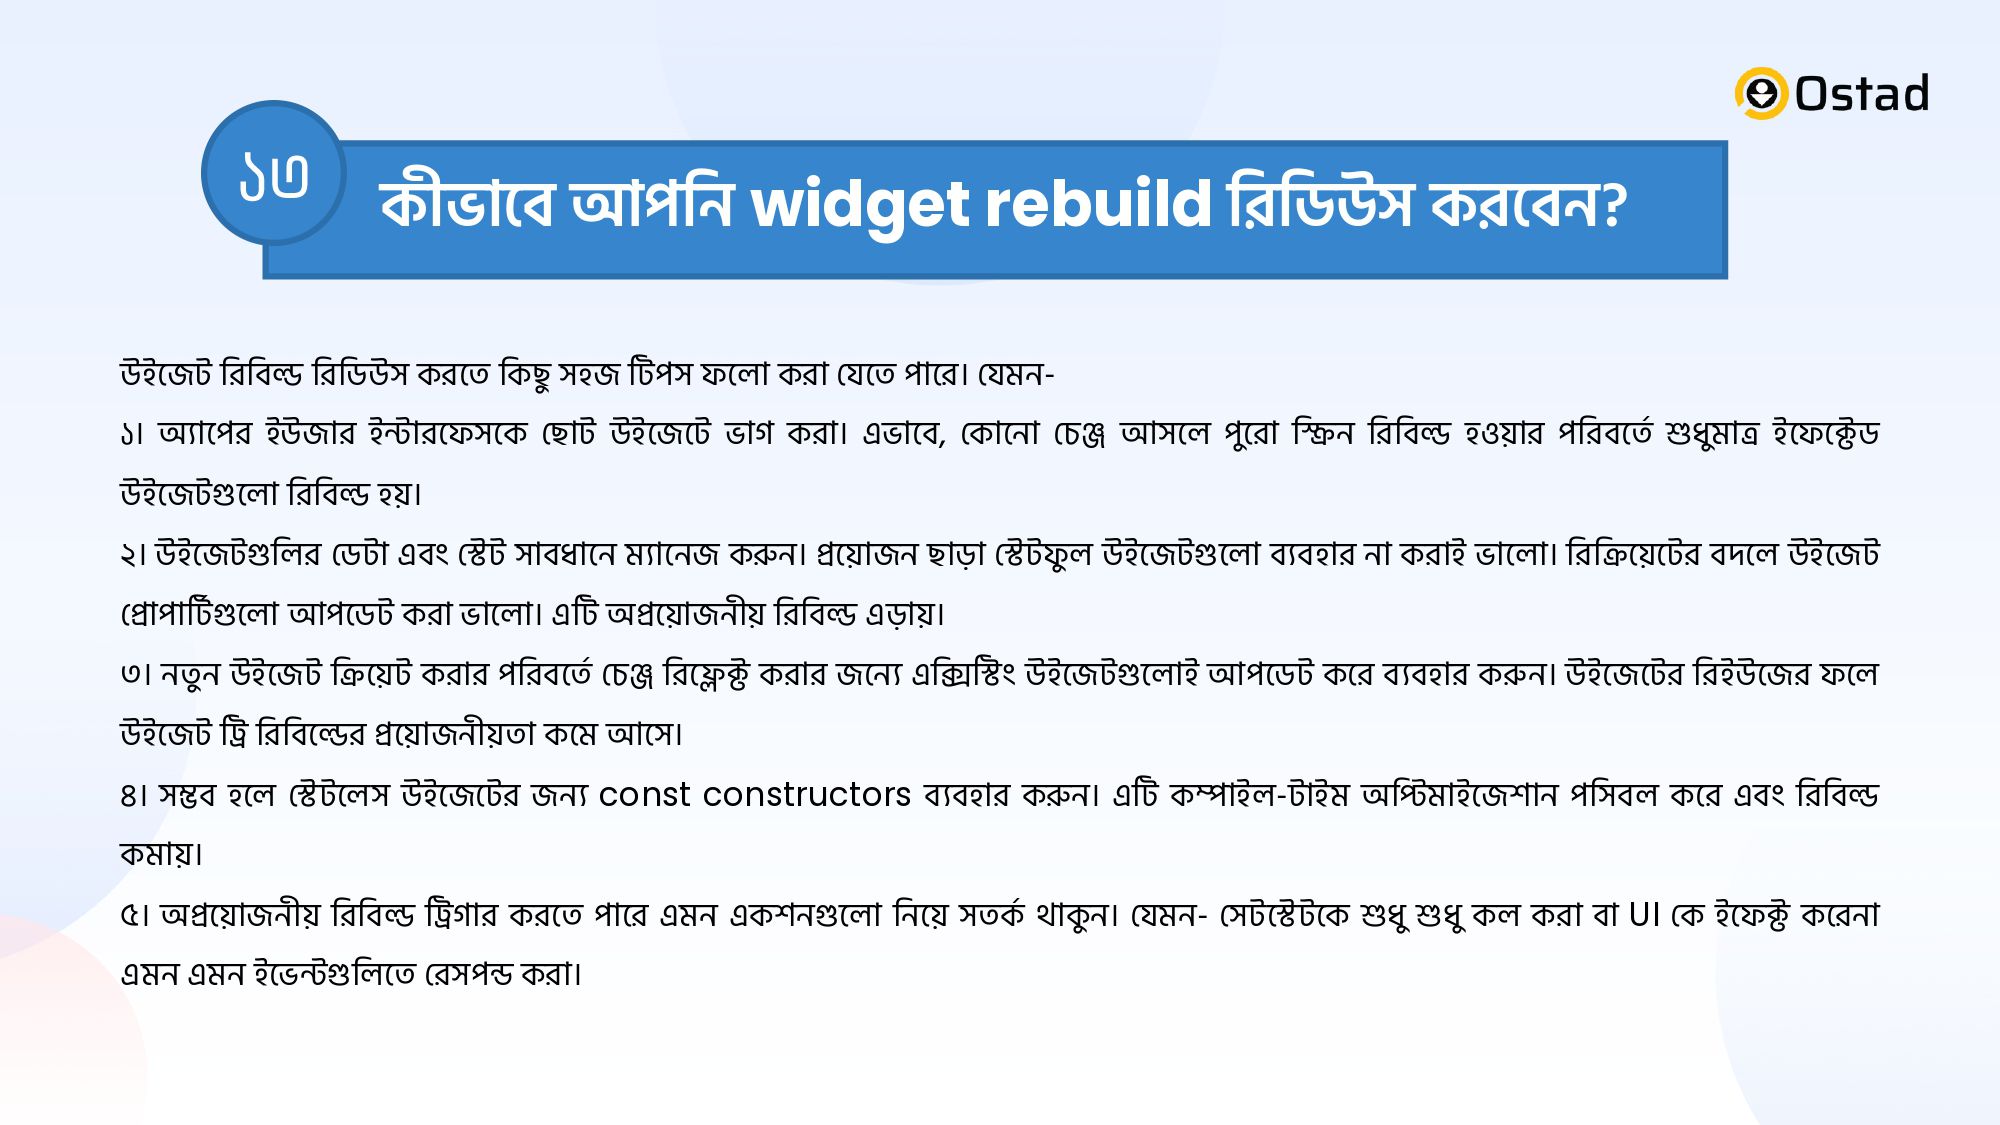 Ostad
১৩
কীভাবে আপনি widget rebuild রিডিউস করবেন?
উইজেট রিবিল্ড রিডিউস করতে কিছু সহজ টিপস ফলো করা যেতে পারে। যেমন-
১। অ্যাপের ইউজার ইন্টারফেসকে ছোট উইজেটে ভাগ করা। এভাবে, কোনো চেঞ্জ আসলে পুরো স্ক্রিন রিবিল্ড হওয়ার পরিবর্তে শুধুমাত্র ইফেক্টেড
উইজেটগুলো রিবিল্ড হয়।
২। উইজেটগুলির ডেটা এবং স্টেট সাবধানে ম্যানেজ করুন। প্রয়োজন ছাড়া স্টেটফুল উইজেটগুলো ব্যবহার না করাই ভালো। রিক্রিয়েটের বদলে উইজেট
প্রোপার্টিগুলো আপডেট করা ভালো। এটি অপ্রয়োজনীয় রিবিল্ড এড়ায়।
৩। নতুন উইজেট ক্রিয়েট করার পরিবর্তে চেঞ্জ রিফ্লেক্ট করার জন্যে এক্সিস্টিং উইজেটগুলোই আপডেট করে ব্যবহার করুন। উইজেটের রিইউজের ফলে
উইজেট ট্রি রিবিল্ডের প্রয়োজনীয়তা কমে আসে।
৪। সম্ভব হলে স্টেটলেস উইজেটের জন্য const constructors ব্যবহার করুন। এটি কম্পাইল-টাইম অপ্টিমাইজেশান পসিবল করে এবং রিবিল্ড
কমায়।
৫। অপ্রয়োজনীয় রিবিল্ড ট্রিগার করতে পারে এমন একশনগুলো নিয়ে সতর্ক থাকুন। যেমন- সেটস্টেটকে শুধু শুধু কল করা বা UI কে ইফেক্ট করেনা
এমন এমন ইভেন্টগুলিতে রেসপন্ড করা।